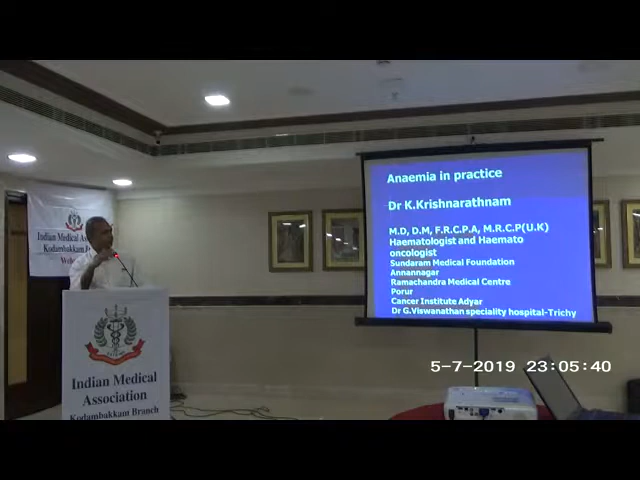 Anaemia in practice
Dr K.Krishnarathnam
M.D, D.M, F.R.C.P.A, M.R.C.P(U.K)
Haematologist and Haemato
oncologist
Sundaram Medical Foundation
Annannagar
Ramachandra Medical Centre
Porur
Cancer Institute Adyar
Dr G.Viswanathan speciality hospital-Trichy
Indian Medical
Kodambakkam
Indian Medical
Association
Kodambakkam Branch
5-7-2019 23:05:40